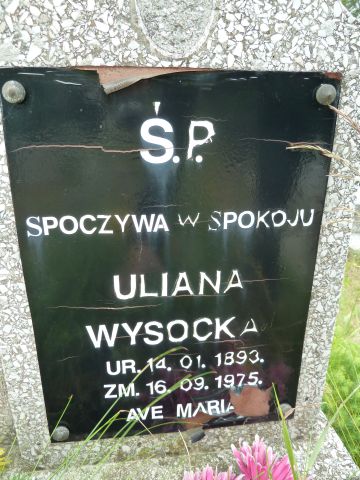 Ś.P.
SPOCZYWA W SPOKOJU
ULIANA
WYSOCKA
UR. 14. 01. 1893.
ZM. 16. 09. 1975.
AVE MARIA